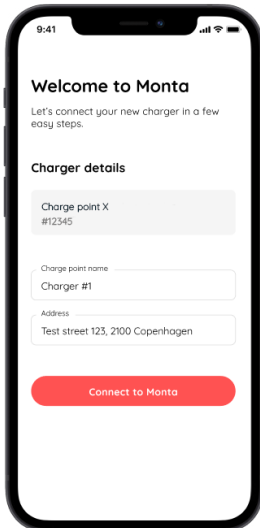 9:41
Welcome to Monta
Let's connect your new charger in a few
easy steps.
Charger details
Charge point X
#12345
Charge point name
Charger #1
Address
Test street 123, 2100 Copenhagen
Connect to Monta